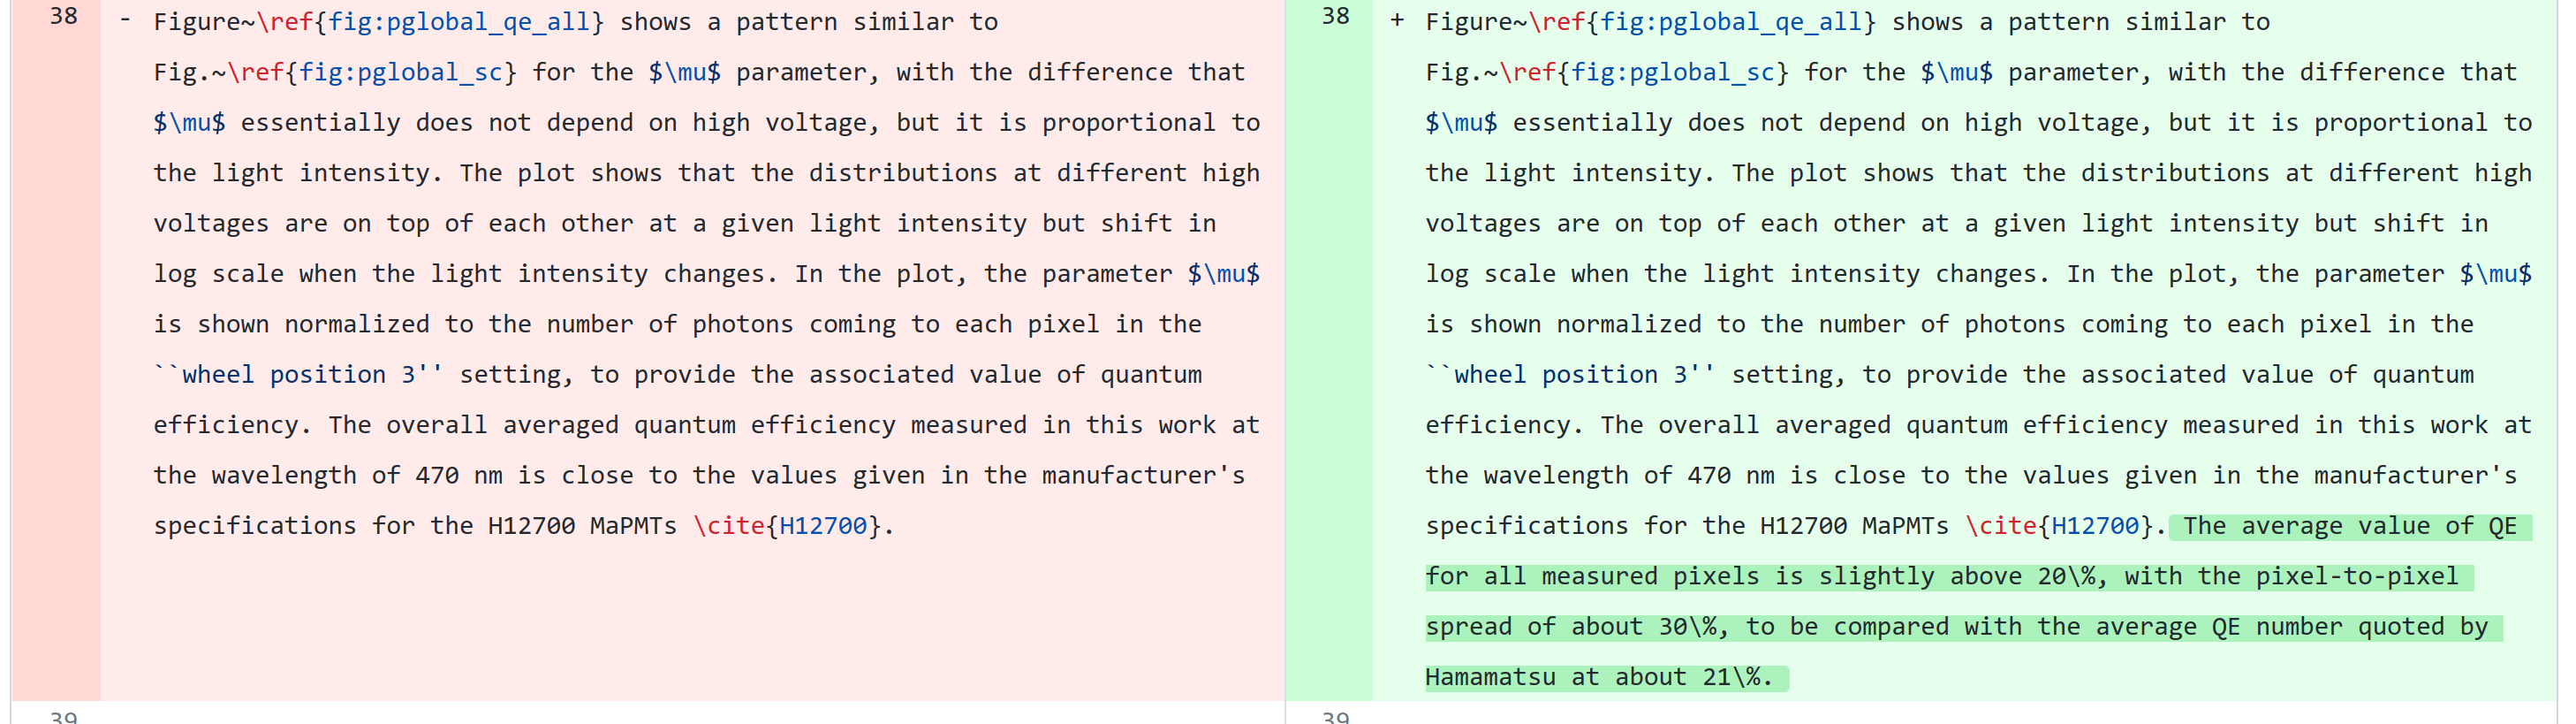 38 - Figure~\ref{fig:pglobal_qe_all} shows a pattern similar to
Fig.~\ref{fig:pglobal_sc} for the $\mu$ parameter, with the difference that
$\mu$ essentially does not depend on high voltage, but it is proportional to
the light intensity. The plot shows that the distributions at different high
voltages are on top of each other at a given light intensity but shift in
log scale when the light intensity changes. In the plot, the parameter $\mu$
is shown normalized to the number of photons coming to each pixel in the
``wheel position 3'' setting, to provide the associated value of quantum
efficiency. The overall averaged quantum efficiency measured in this work at
the wavelength of 470 nm is close to the values given in the manufacturer's
specifications for the H12700 MaPMTs \cite{H12700}.
39
38 + Figure~\ref{fig:pglobal_qe_all} shows a pattern similar to
Fig.~\ref{fig:pglobal_sc} for the $\mu$ parameter, with the difference that
$\mu$ essentially does not depend on high voltage, but it is proportional to
the light intensity. The plot shows that the distributions at different high
voltages are on top of each other at a given light intensity but shift in
log scale when the light intensity changes. In the plot, the parameter $\mu$
is shown normalized to the number of photons coming to each pixel in the
``wheel position 3'' setting, to provide the associated value of quantum
efficiency. The overall averaged quantum efficiency measured in this work at
the wavelength of 470 nm is close to the values given in the manufacturer's
specifications for the H12700 MaPMTs \cite{H12700}. The average value of QE
for all measured pixels is slightly above 20\%, with the pixel-to-pixel
spread of about 30\%, to be compared with the average QE number quoted by
Hamamatsu at about 21\%.
39